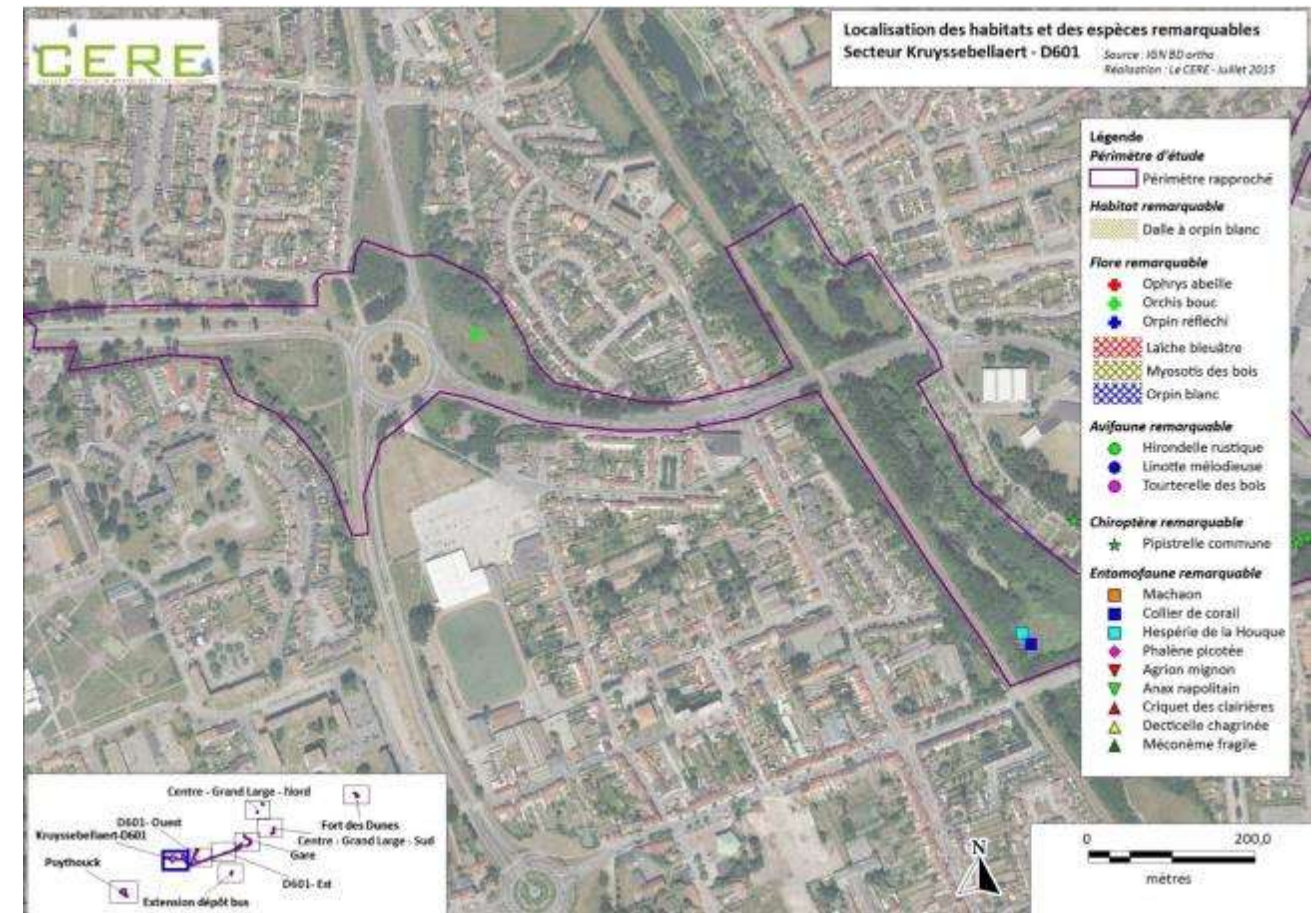 CERE
Localisation des habitats et des espèces remarquables
Secteur Kruyssebellaert - D601
Source : IGN BD ortho
Réalisation : Le CERE - Juillet 2015
Légende
Périmètre d'étude
Périmètre rapproché
Habitat remarquable
Dalle à orpin blanc
Flore remarquable
Ophrys abeille
Orchis bouc
Orpin réfléchi
Laîche bleuâtre
Myosotis des bois
Orpin blanc
Avifaune remarquable
Hirondelle rustique
Linotte mélodieuse
Tourterelle des bois
Chiroptère remarquable
Pipistrelle commune
Entomofaune remarquable
Machaon
Collier de corail
Hespérie de la Houque
Phalène picotée
Agrion mignon
Anax napolitain
Criquet des clairières
Decticelle chagrinée
Méconème fragile
Centre - Grand Large - Nord
D601- Ouest
Fort des Dunes
Kruyssebellaert-D601
Centre - Grand Large - Sud
Gare
Puythouck
D601- Est
Extension dépôt bus
N
0 200,0
mètres